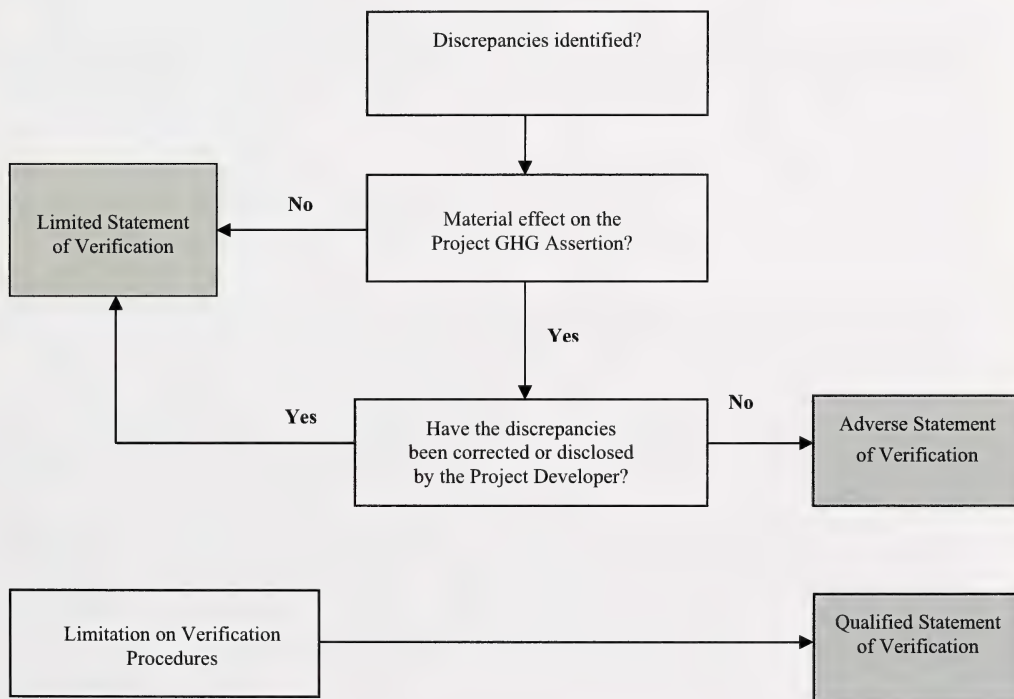 Discrepancies identified?
No
Limited Statement
of Verification
Material effect on the
Project GHG Assertion?
Yes
Yes
Have the discrepancies
been corrected or disclosed
by the Project Developer?
No
Adverse Statement
of Verification
Limitation on Verification
Procedures
Qualified Statement
of Verification